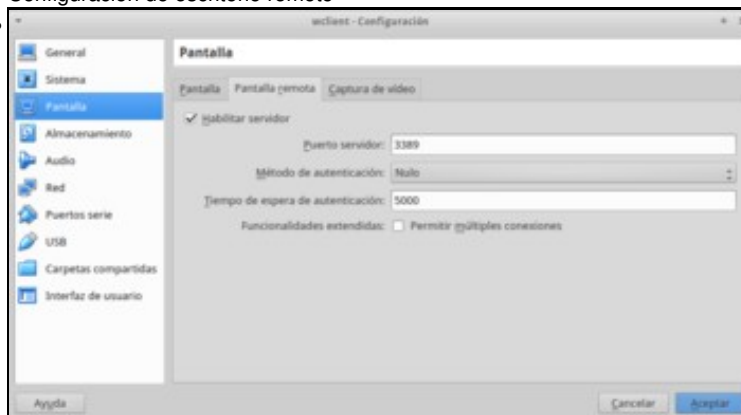 Configuración de escritorio remoto
wclient - Configuración
General
Sistema
Pantalla
Almacenamiento
Audio
Red
Puertos serie
USB
Carpetas compartidas
Interfaz de usuario
Pantalla
Pantalla Pantalla remota Captura de vídeo
Habilitar servidor
Puerto servidor: 3389
Método de autenticación: Nulo
Tiempo de espera de autenticación: 5000
Funcionalidades extendidas: Permitir múltiples conexiones
Ayuda Cancelar Aceptar